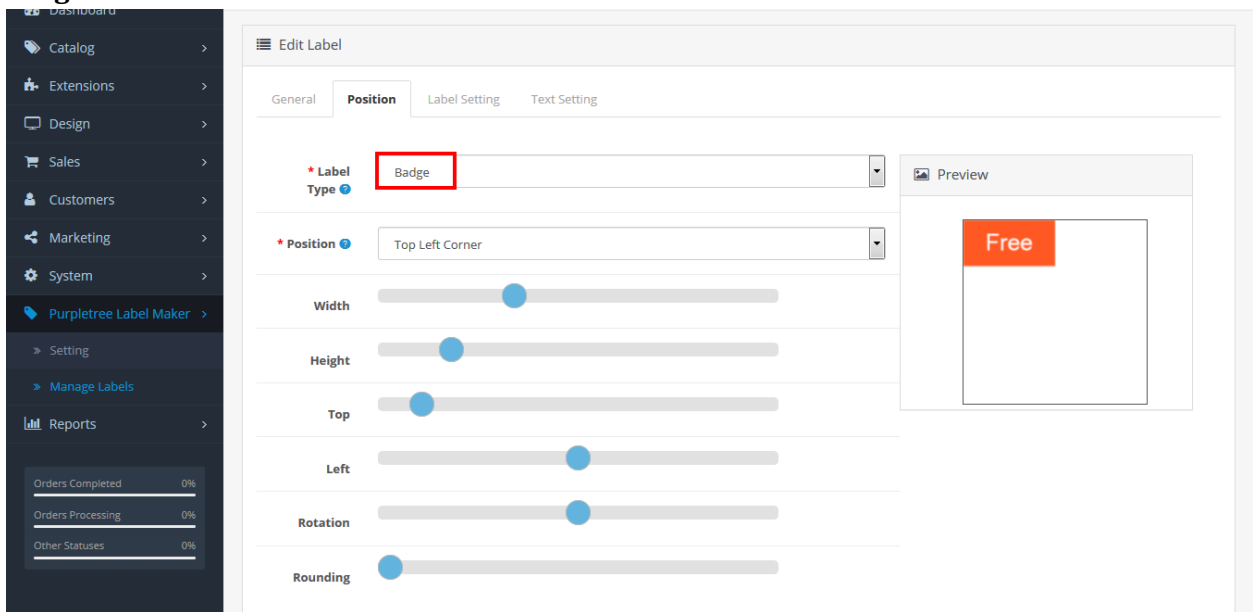 Dashboard
Catalog
Extensions
Design
Sales
Customers
Marketing
System
Purpletree Label Maker
Setting
Manage Labels
Reports
Orders Completed 0%
Orders Processing 0%
Other Statuses 0%
Edit Label
General Position Label Setting Text Setting
* Label Type
Badge
* Position
Top Left Corner
Width
Height
Top
Left
Rotation
Rounding
Preview
Free